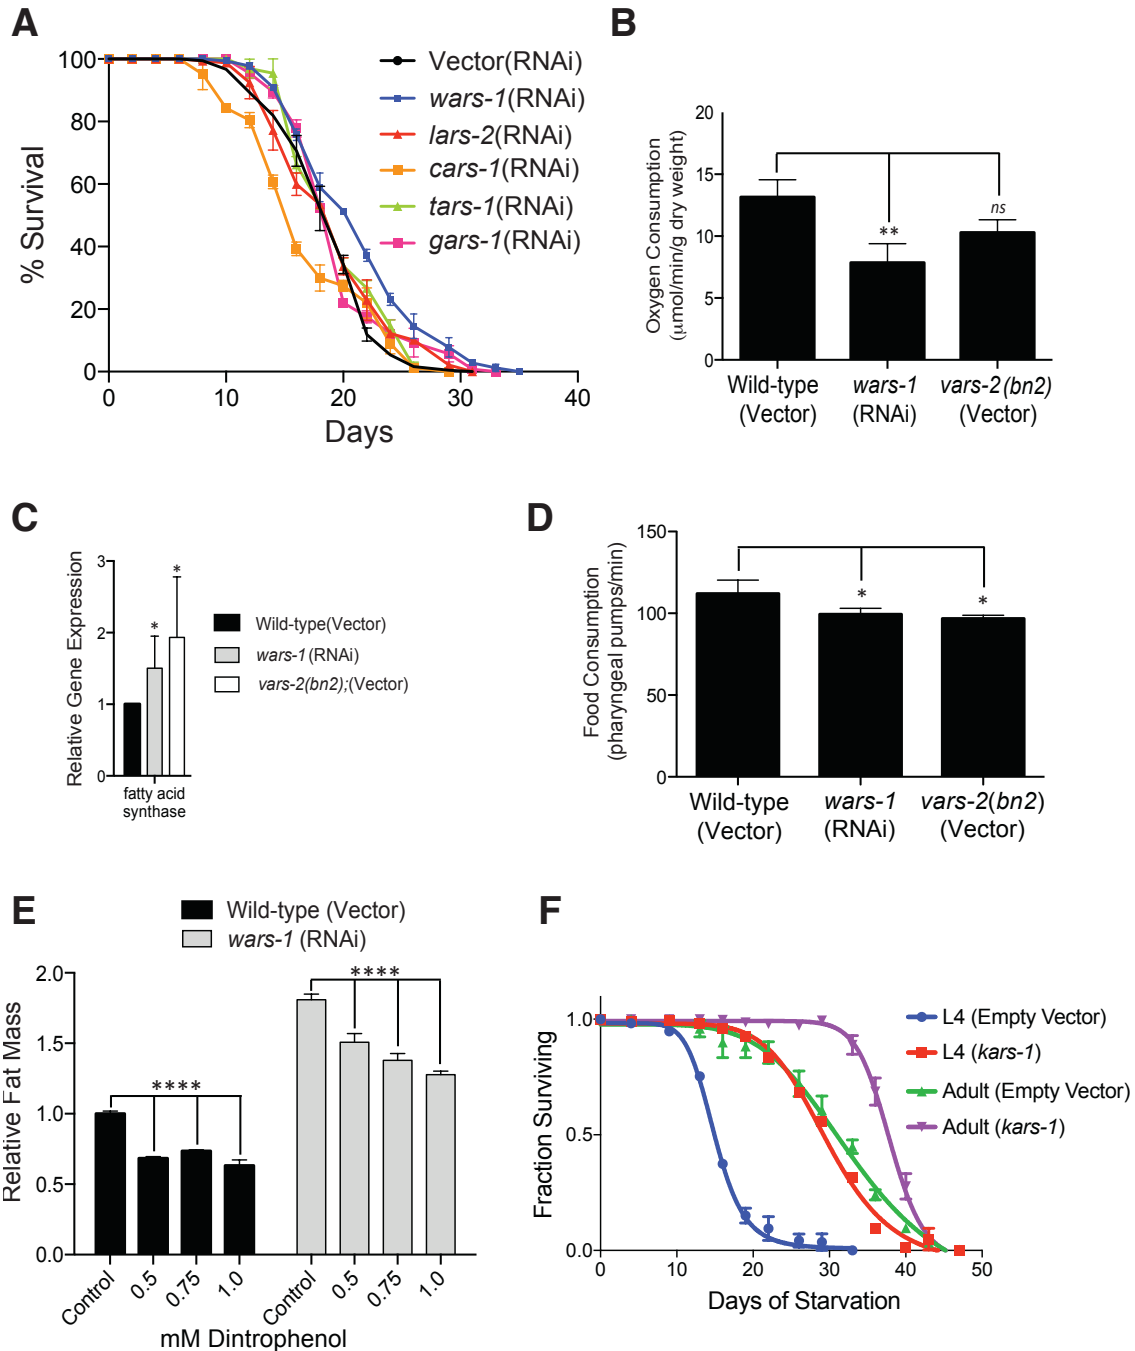 A
100
80
60
40
20
0
% Survival
0 10 20 30 40
Days
Vector(RNAi)
wars-1(RNAi)
lars-2(RNAi)
cars-1(RNAi)
tars-1(RNAi)
gars-1(RNAi)
B
20
15
10
5
0
Oxygen Consumption
(μmol/min/g dry weight)
**
ns
Wild-type wars-1 vars-2(bn2)
(Vector) (RNAi) (Vector)
C
3
2
1
0
Relative Gene Expression
*
*
fatty acid
synthase
Wild-type(Vector)
wars-1(RNAi)
vars-2(bn2);(Vector)
D
150
100
50
0
Food Consumption
(pharyngeal pumps/min)
*
*
Wild-type wars-1 vars-2(bn2)
(Vector) (RNAi) (Vector)
E
Wild-type (Vector)
wars-1 (RNAi)
2.0
1.5
1.0
0.5
0.0
Relative Fat Mass
****
****
Control 0.5 0.75 1.0 Control 0.5 0.75 1.0
mM Dintrophenol
F
1.0
0.5
0.0
Fraction Surviving
0 10 20 30 40 50
Days of Starvation
L4 (Empty Vector)
L4 (kars-1)
Adult (Empty Vector)
Adult (kars-1)